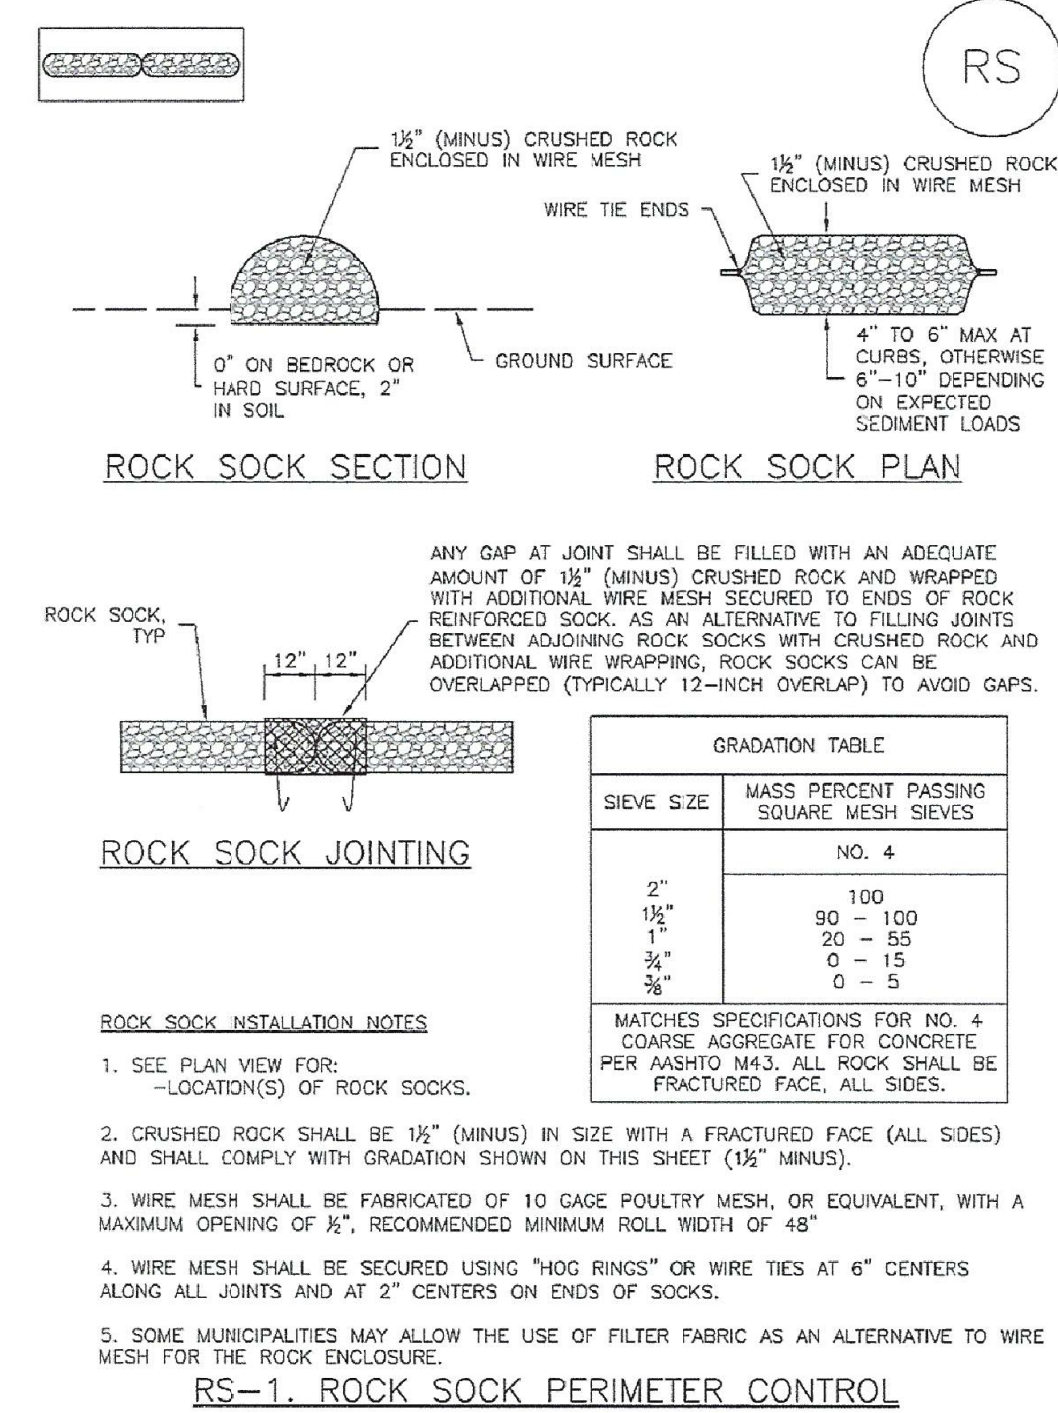 RS
1½" (MINUS) CRUSHED ROCK
ENCLOSED IN WIRE MESH
0" ON BEDROCK OR
HARD SURFACE, 2"
IN SOIL
GROUND SURFACE
ROCK SOCK SECTION
1½" (MINUS) CRUSHED ROCK
ENCLOSED IN WIRE MESH
WIRE TIE ENDS
4" TO 6" MAX AT
CURBS, OTHERWISE
6"–10" DEPENDING
ON EXPECTED
SEDIMENT LOADS
ROCK SOCK PLAN
ANY GAP AT JOINT SHALL BE FILLED WITH AN ADEQUATE
AMOUNT OF 1½" (MINUS) CRUSHED ROCK AND WRAPPED
WITH ADDITIONAL WIRE MESH SECURED TO ENDS OF ROCK
REINFORCED SOCK. AS AN ALTERNATIVE TO FILLING JOINTS
BETWEEN ADJOINING ROCK SOCKS WITH CRUSHED ROCK AND
ADDITIONAL WIRE WRAPPING, ROCK SOCKS CAN BE
OVERLAPPED (TYPICALLY 12–INCH OVERLAP) TO AVOID GAPS.
ROCK SOCK,
TYP
12" 12"
ROCK SOCK JOINTING
GRADATION TABLE
SIEVE SIZE
MASS PERCENT PASSING
SQUARE MESH SIEVES
NO. 4
2" 100
1½" 90 – 100
1" 20 – 55
¾" 0 – 15
⅜" 0 – 5
MATCHES SPECIFICATIONS FOR NO. 4
COARSE AGGREGATE FOR CONCRETE
PER AASHTO M43. ALL ROCK SHALL BE
FRACTURED FACE, ALL SIDES.
ROCK SOCK INSTALLATION NOTES
1. SEE PLAN VIEW FOR:
–LOCATION(S) OF ROCK SOCKS.
2. CRUSHED ROCK SHALL BE 1½" (MINUS) IN SIZE WITH A FRACTURED FACE (ALL SIDES)
AND SHALL COMPLY WITH GRADATION SHOWN ON THIS SHEET (1½" MINUS).
3. WIRE MESH SHALL BE FABRICATED OF 10 GAGE POULTRY MESH, OR EQUIVALENT, WITH A
MAXIMUM OPENING OF ½", RECOMMENDED MINIMUM ROLL WIDTH OF 48"
4. WIRE MESH SHALL BE SECURED USING "HOG RINGS" OR WIRE TIES AT 6" CENTERS
ALONG ALL JOINTS AND AT 2" CENTERS ON ENDS OF SOCKS.
5. SOME MUNICIPALITIES MAY ALLOW THE USE OF FILTER FABRIC AS AN ALTERNATIVE TO WIRE
MESH FOR THE ROCK ENCLOSURE.
RS–1. ROCK SOCK PERIMETER CONTROL